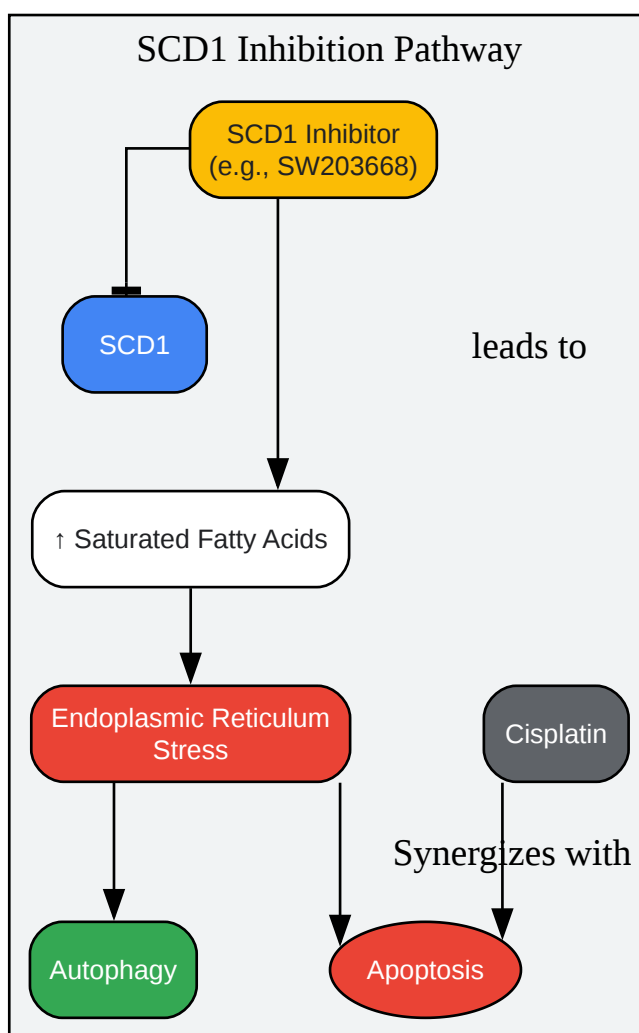 SCD1 Inhibition Pathway
SCD1 Inhibitor
(e.g., SW203668)
SCD1
leads to
↑ Saturated Fatty Acids
Endoplasmic Reticulum
Stress
Cisplatin
Synergizes with
Autophagy
Apoptosis